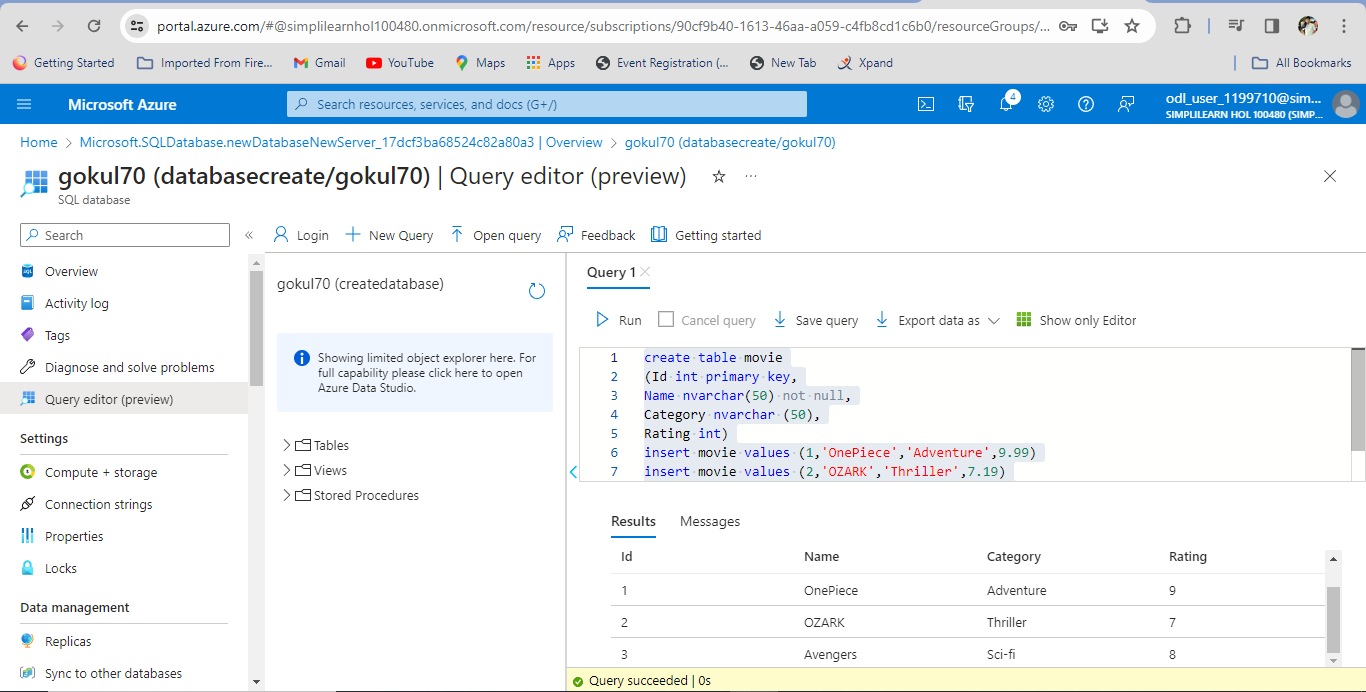 portal.azure.com/#@simplilearnhol100480.onmicrosoft.com/resource/subscriptions/90cf9b40-1613-46aa-a059-c4fb8cd1c6b0/resourceGroups/...
Getting Started Imported From Fire... Gmail YouTube Maps Apps Event Registration (... New Tab Xpand All Bookmarks
Microsoft Azure
Search resources, services, and docs (G+/)
4
odl_user_1199710@sim...
SIMPLILEARN HOL 100480 (SIMP...
Home > Microsoft.SQLDatabase.newDatabaseNewServer_17dcf3ba68524c82a80a3 | Overview > gokul70 (databasecreate/gokul70)
gokul70 (databasecreate/gokul70) | Query editor (preview)
SQL database
Search
Login New Query Open query Feedback Getting started
Overview
Activity log
Tags
Diagnose and solve problems
Query editor (preview)
Settings
Compute + storage
Connection strings
Properties
Locks
Data management
Replicas
Sync to other databases
gokul70 (createdatabase)
Showing limited object explorer here. For
full capability please click here to open
Azure Data Studio.
Tables
Views
Stored Procedures
Query 1
Run Cancel query Save query Export data as Show only Editor
1 create table movie
2 (Id int primary key,
3 Name nvarchar(50) not null,
4 Category nvarchar (50),
5 Rating int)
6 insert movie values (1,'OnePiece','Adventure',9.99)
7 insert movie values (2,'OZARK','Thriller',7.19)
Results Messages
Id Name Category Rating
1 OnePiece Adventure 9
2 OZARK Thriller 7
3 Avengers Sci-fi 8
Query succeeded | 0s